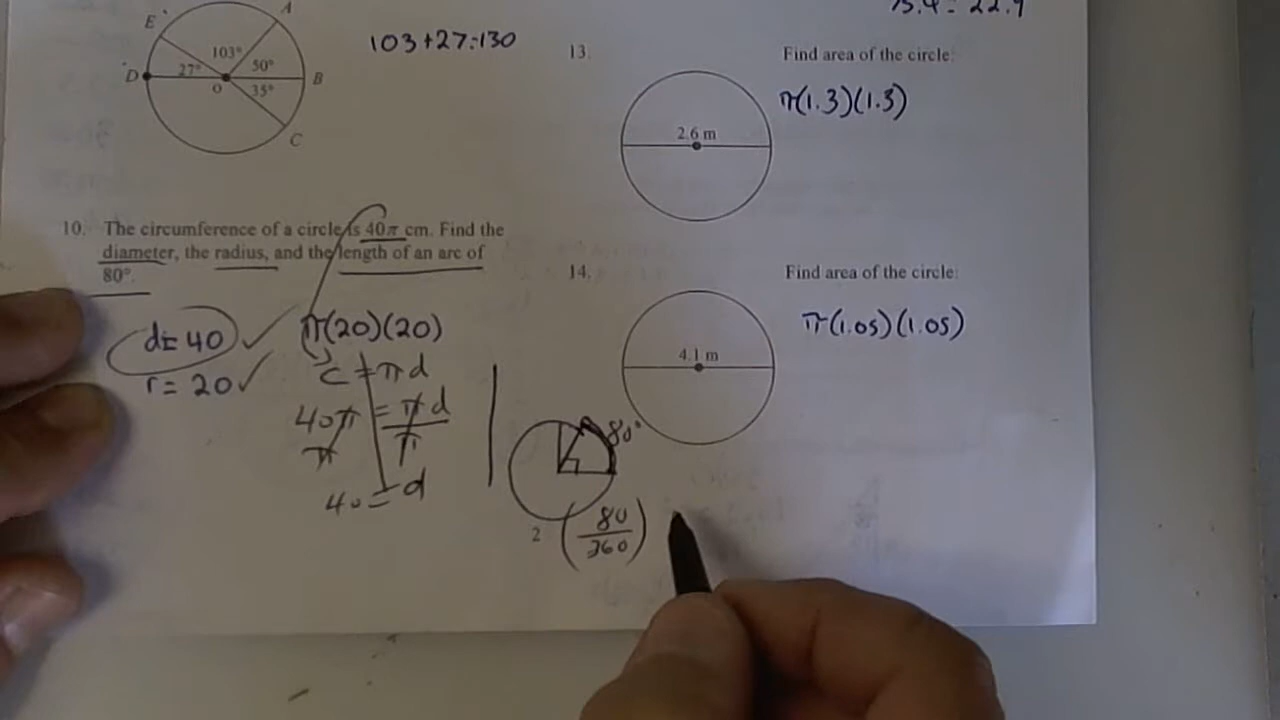 A
E
103°
27°
50°
D
B
O
35°
C
103+27=130
10. The circumference of a circle is 40π cm. Find the
diameter, the radius, and the length of an arc of
80°.
d= 40 ✓
r= 20 ✓
π(20)(20)
C = πd
40π = πd
π π
40 = d
80°
2
(80/360)
15.4 = 22.9
13. Find area of the circle:
π(1.3)(1.3)
2.6 m
14. Find area of the circle:
π(1.05)(1.05)
4.1 m